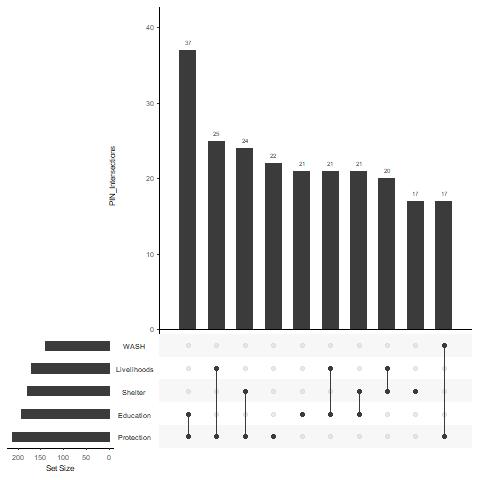 40
37
30
25
24
22
21
21
21
20
17
17
20
PIN_Intersections
10
0
WASH
Livelihoods
Shelter
Education
Protection
200 150 100 50 0
Set Size